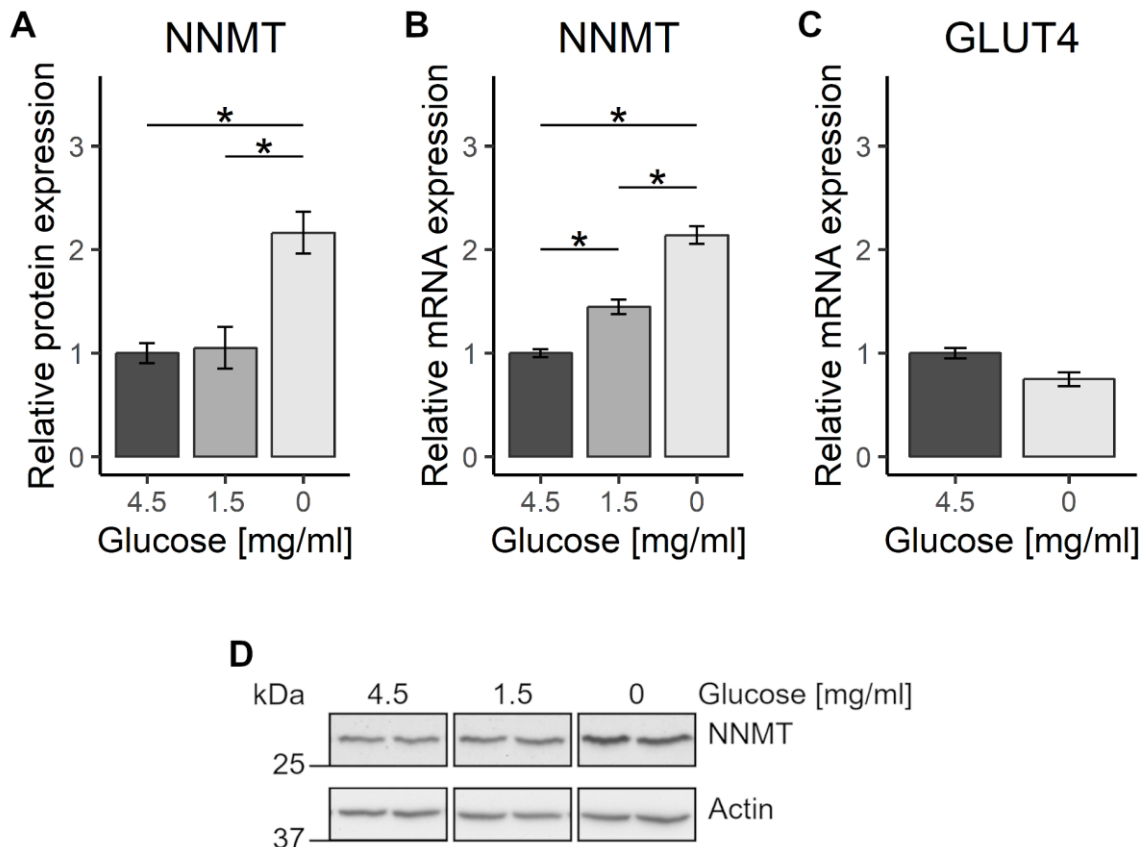 A
NNMT
Relative protein expression
3
2
1
0
*
*
4.5 1.5 0
Glucose [mg/ml]
B
NNMT
Relative mRNA expression
3
2
1
0
*
*
*
4.5 1.5 0
Glucose [mg/ml]
C
GLUT4
Relative mRNA expression
3
2
1
0
4.5 0
Glucose [mg/ml]
D
kDa 4.5 1.5 0 Glucose [mg/ml]
NNMT
25
Actin
37